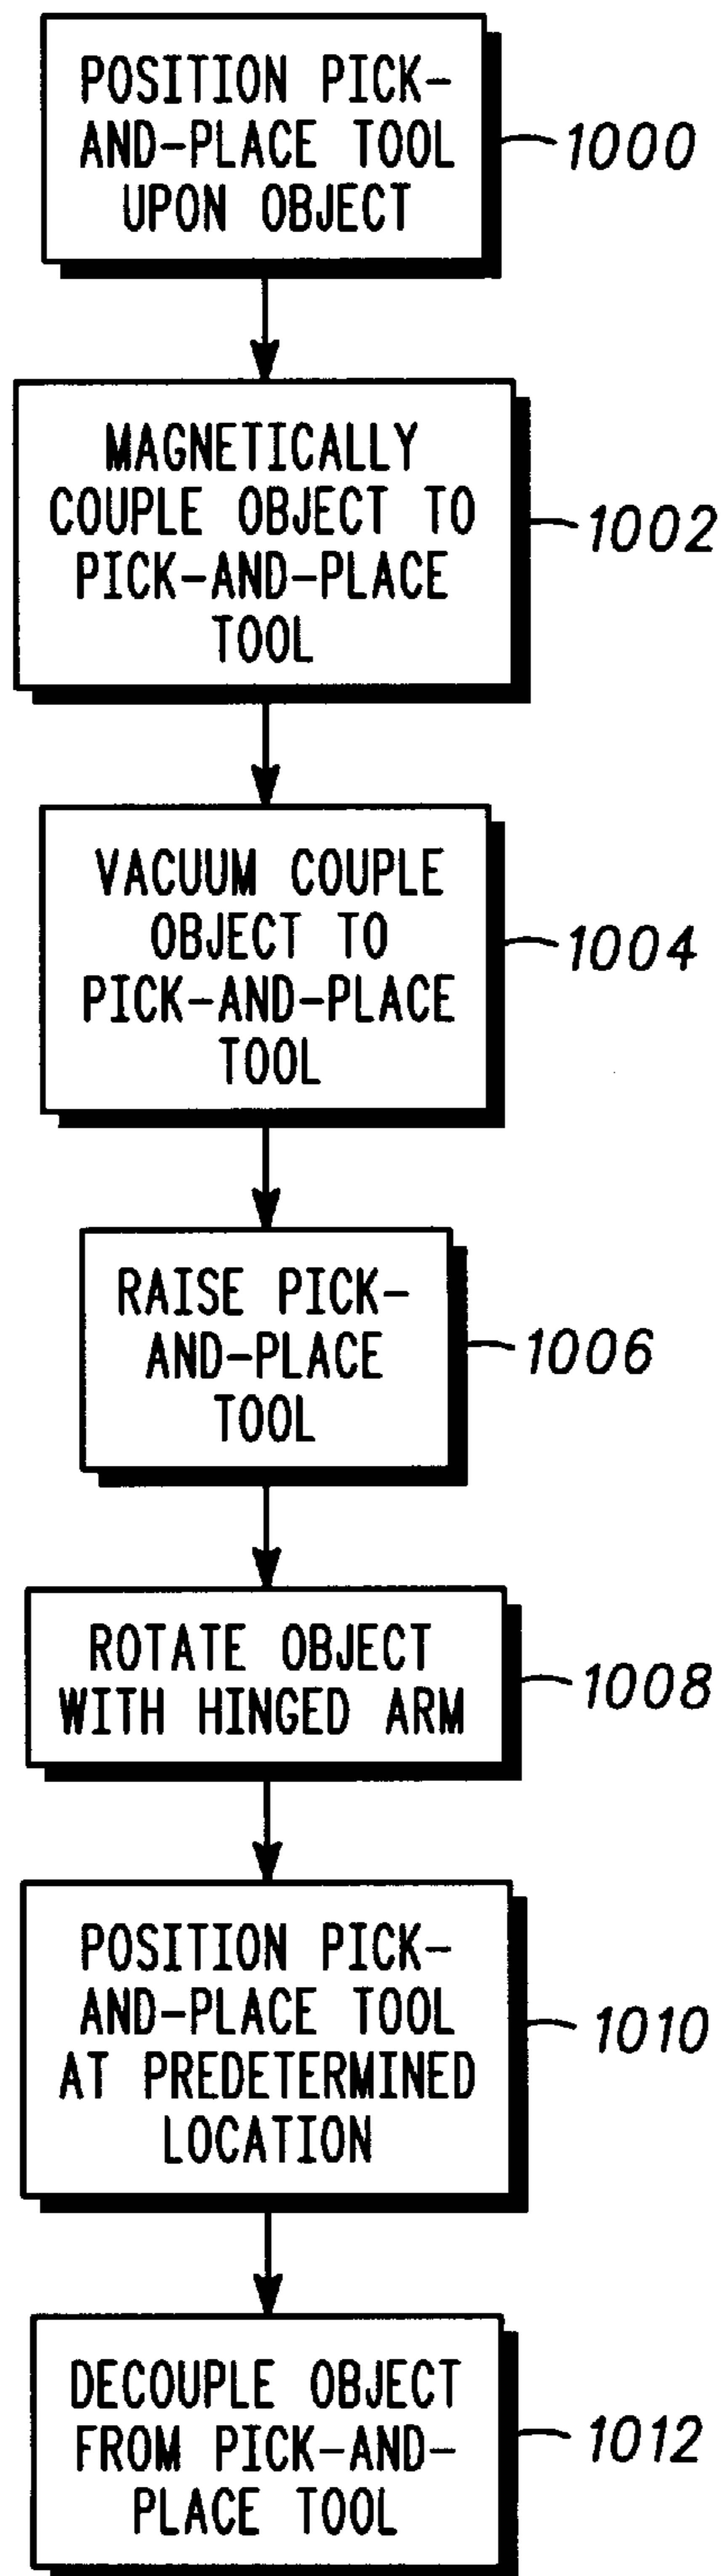 POSITION PICK-
AND-PLACE TOOL
UPON OBJECT
1000
MAGNETICALLY
COUPLE OBJECT TO
PICK-AND-PLACE
TOOL
1002
VACUUM COUPLE
OBJECT TO
PICK-AND-PLACE
TOOL
1004
RAISE PICK-
AND-PLACE
TOOL
1006
ROTATE OBJECT
WITH HINGED ARM
1008
POSITION PICK-
AND-PLACE TOOL
AT PREDETERMINED
LOCATION
1010
DECOUPLE OBJECT
FROM PICK-AND-
PLACE TOOL
1012